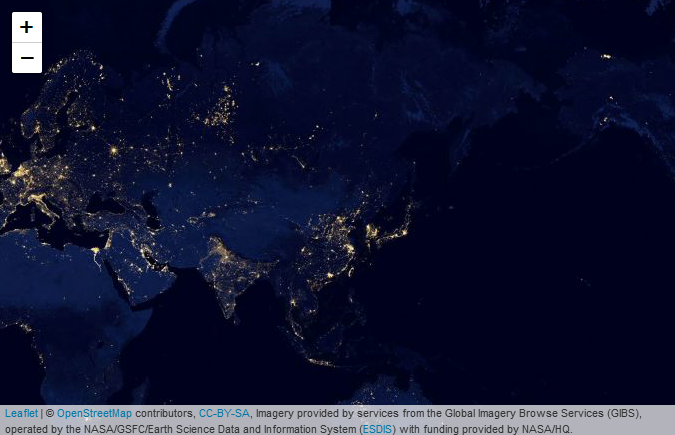 +
−
Leaflet | © OpenStreetMap contributors, CC-BY-SA, Imagery provided by services from the Global Imagery Browse Services (GIBS),
operated by the NASA/GSFC/Earth Science Data and Information System (ESDIS) with funding provided by NASA/HQ.